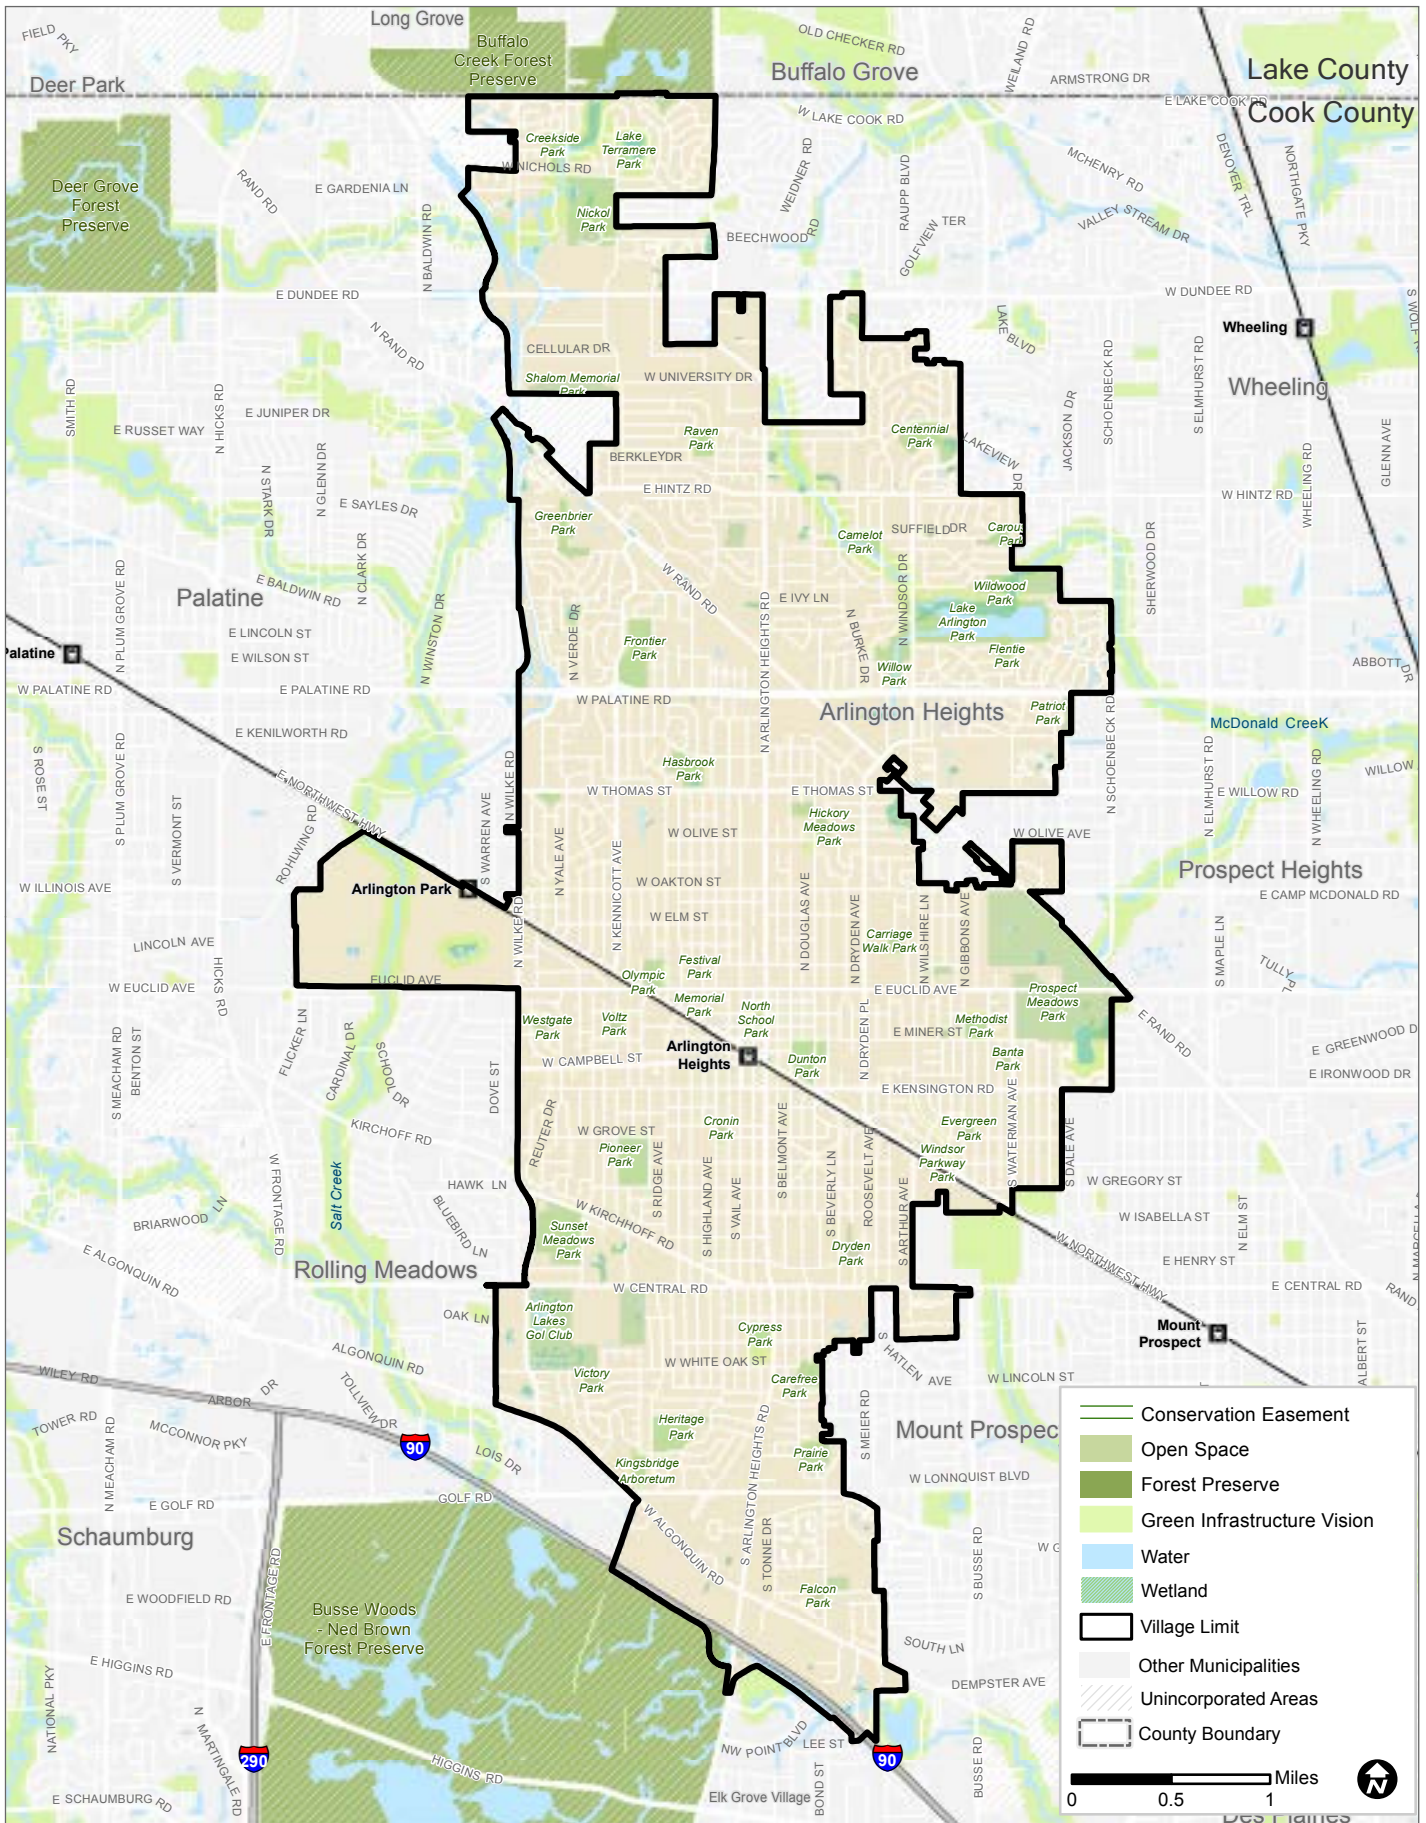 Long Grove
FIELD PKY
Deer Park
Buffalo
Creek Forest
Preserve
OLD CHECKER RD
WEILAND RD
Buffalo Grove
ARMSTRONG DR
Lake County
E LAKE COOK RD
Cook County
W LAKE COOK RD
Creekside
Park
Lake
Terramere
Park
W NICHOLS RD
Deer Grove
Forest
Preserve
RAND RD
E GARDENIA LN
N BALDWIN RD
Nickol
Park
WEIDNER RD
BEECHWOOD RD
RAUPP BLVD
GOLFVIEW TER
MCHENRY RD
DENOYER TRL
NORTHGATE PKY
VALLEY STREAM DR
E DUNDEE RD
W DUNDEE RD
S WOLF
N RAND RD
CELLULAR DR
LAKE BLVD
Wheeling
Wheeling
SMITH RD
N HICKS RD
E JUNIPER DR
E RUSSET WAY
Shalom Memorial
Park
W UNIVERSITY DR
JACKSON DR
SCHOENBECK RD
S ELMHURST RD
Raven
Park
Centennial
Park
LAKEVIEW DR
BERKLEY DR
E HINTZ RD
W HINTZ RD
WHEELING RD
GLENN AVE
N STARK DR
N GLENN DR
E SAYLES DR
Greenbrier
Park
Camelot
Park
SUFFIELD DR
Carous
Park
N CLARK DR
E BALDWIN RD
N PLUM GROVE RD
Palatine
W RAND RD
N ARLINGTON HEIGHTS RD
E IVY LN
N WINDSOR DR
Wildwood
Park
Lake
Arlington
Park
SHERWOOD DR
N WINSTON DR
N VERDE DR
N BURKE DR
E LINCOLN ST
E WILSON ST
Palatine
Frontier
Park
Flentie
Park
Willow
Park
ABBOTT DR
W PALATINE RD
E PALATINE RD
W PALATINE RD
Arlington Heights
Patriot
Park
McDonald CreeK
E KENILWORTH RD
S ROSE ST
S PLUM GROVE RD
N WILKE RD
Hasbrook
Park
N SCHOENBECK RD
N ELMHURST RD
N WHEELING RD
WILLOW
E NORTHWEST HWY
W THOMAS ST
E THOMAS ST
E WILLOW RD
S VERMONT ST
ROHLWING RD
S WARREN AVE
Hickory
Meadows
Park
W OLIVE ST
W OLIVE AVE
N YALE AVE
N KENNICOTT AVE
W OAKTON ST
Prospect Heights
W ILLINOIS AVE
Arlington Park
E CAMP MCDONALD RD
W ELM ST
N DOUGLAS AVE
N DRYDEN AVE
N WILSHIRE LN
N GIBBONS AVE
Carriage
Walk Park
LINCOLN AVE
N WILKE RD
S MAPLE LN
TULLY PL
Festival
Park
Olympic
Park
EUCLID AVE
W EUCLID AVE
HICKS RD
E EUCLID AVE
Prospect
Meadows
Park
Memorial
Park
North
School
Park
Westgate
Park
Voltz
Park
N DRYDEN PL
E MINER ST
Methodist
Park
E RAND RD
S MEACHAM RD
BENTON ST
FLICKER LN
CARDINAL DR
SCHOOL DR
DOVE ST
W CAMPBELL ST
Arlington
Heights
Dunton
Park
Banta
Park
E GREENWOOD D
E IRONWOOD DR
E KENSINGTON RD
KIRCHOFF RD
REUTER DR
W GROVE ST
Pioneer
Park
Cronin
Park
S BELMONT AVE
Evergreen
Park
S WATERMAN AVE
S DALE AVE
Windsor
Parkway
Park
W FRONTAGE RD
Salt Creek
HAWK LN
S RIDGE AVE
S HIGHLAND AVE
S VAIL AVE
S BEVERLY LN
ROOSEVELT AVE
S ARTHUR AVE
W GREGORY ST
BRIARWOOD LN
BLUEBIRD LN
W KIRCHHOFF RD
W ISABELLA ST
N ELM ST
Sunset
Meadows
Park
Dryden
Park
W NORTHWEST HWY
E ALGONQUIN RD
E HENRY ST
N MARCELLA
Rolling Meadows
W CENTRAL RD
E CENTRAL RD
RAND
OAK LN
Arlington
Lakes
Gol Club
Cypress
Park
Mount
Prospect
ALBERT ST
S HATLEN AVE
ALGONQUIN RD
W WHITE OAK ST
WILEY RD
Victory
Park
Carefree
Park
W LINCOLN ST
ARBOR DR
TOLLVIEW DR
TOWER RD
MCCONNOR PKY
N MEACHAM RD
90
Heritage
Park
S ARLINGTON HEIGHTS RD
S MEIER RD
Mount Prospec
LOIS DR
Kingsbridge
Arboretum
Prairie
Park
W LONNQUIST BLVD
E GOLF RD
GOLF RD
Schaumburg
W ALGONQUIN RD
S TONNE DR
S BUSSE RD
W G
E FRONTAGE RD
E WOODFIELD RD
Busse Woods
- Ned Brown
Forest Preserve
Falcon
Park
E HIGGINS RD
SOUTH LN
DEMPSTER AVE
NATIONAL PKY
N MARTINGALE RD
290
HIGGINS RD
NW POINT BLVD
LEE ST
90
BOND ST
BUSSE RD
E SCHAUMBURG RD
Elk Grove Village
Des Plaines
Conservation Easement
Open Space
Forest Preserve
Green Infrastructure Vision
Water
Wetland
Village Limit
Other Municipalities
Unincorporated Areas
County Boundary
Miles
0 0.5 1
N